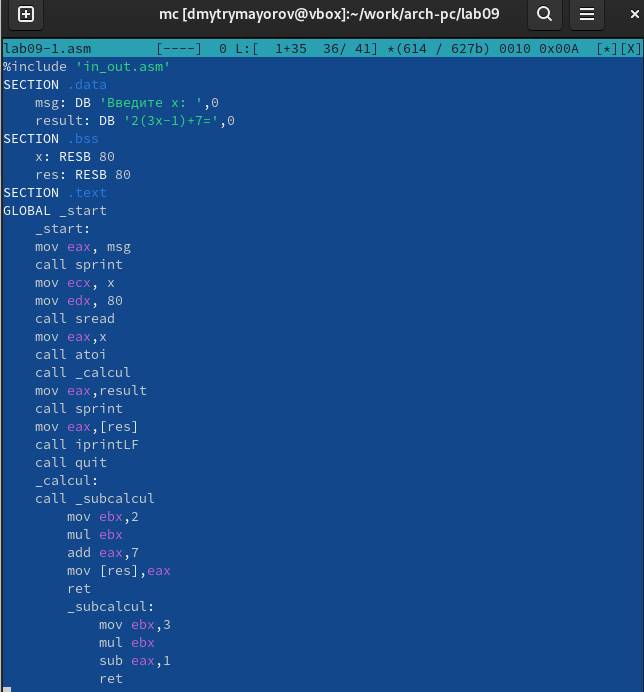 mc [dmytrymayorov@vbox]:~/work/arch-pc/lab09
lab09-1.asm        [----]  0 L:[  1+35  36/ 41] *(614 / 627b) 0010 0x00A  [*][X]
%include 'in_out.asm'
SECTION .data
    msg: DB 'Введите x: ',0
    result: DB '2(3x-1)+7=',0
SECTION .bss
    x: RESB 80
    res: RESB 80
SECTION .text
GLOBAL _start
    _start:
    mov eax, msg
    call sprint
    mov ecx, x
    mov edx, 80
    call sread
    mov eax,x
    call atoi
    call _calcul
    mov eax,result
    call sprint
    mov eax,[res]
    call iprintLF
    call quit
    _calcul:
    call _subcalcul
        mov ebx,2
        mul ebx
        add eax,7
        mov [res],eax
        ret
        _subcalcul:
            mov ebx,3
            mul ebx
            sub eax,1
            ret